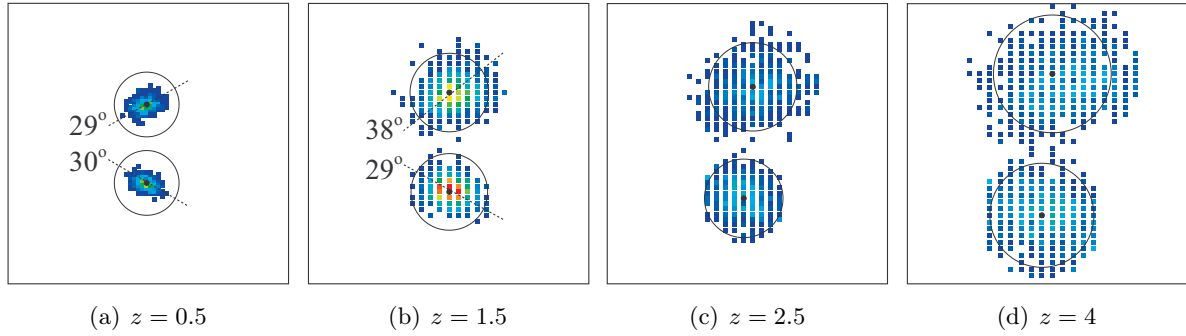 29°
30°
38°
29°
(a) z = 0.5
(b) z = 1.5
(c) z = 2.5
(d) z = 4